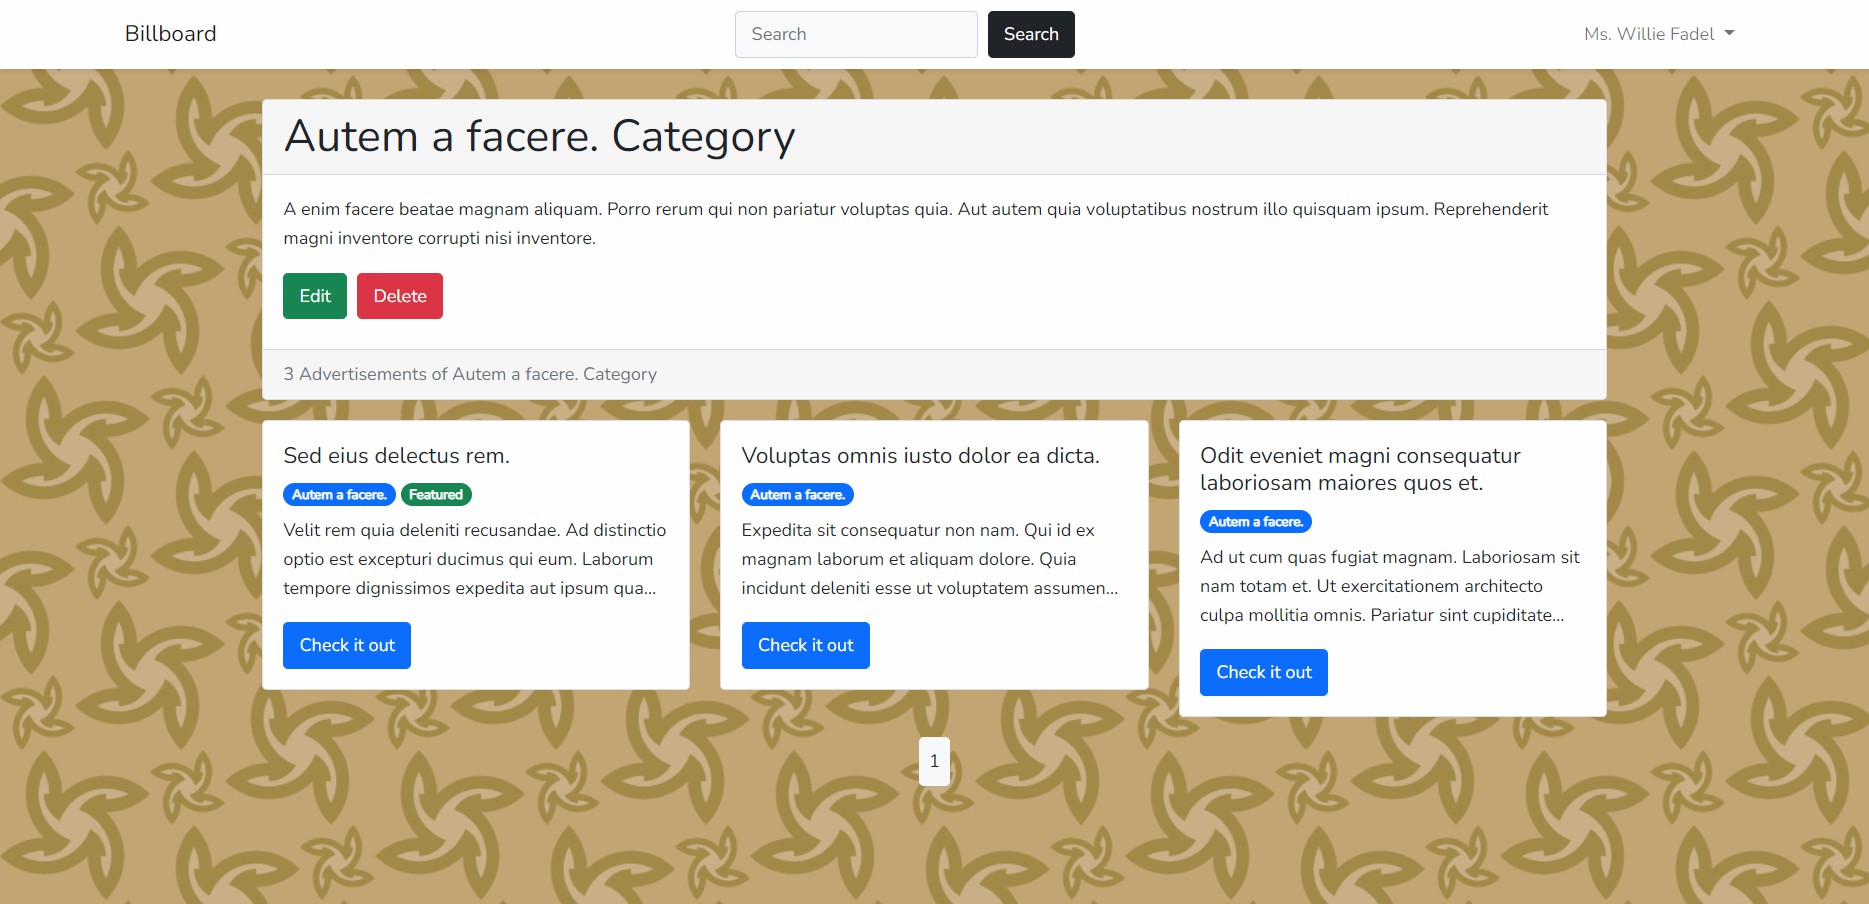 Billboard
Search
Search
Ms. Willie Fadel
Autem a facere. Category
A enim facere beatae magnam aliquam. Porro rerum qui non pariatur voluptas quia. Aut autem quia voluptatibus nostrum illo quisquam ipsum. Reprehenderit
magni inventore corrupti nisi inventore.
Edit
Delete
3 Advertisements of Autem a facere. Category
Sed eius delectus rem.
Autem a facere.
Featured
Velit rem quia deleniti recusandae. Ad distinctio
optio est excepturi ducimus qui eum. Laborum
tempore dignissimos expedita aut ipsum qua...
Check it out
Voluptas omnis iusto dolor ea dicta.
Autem a facere.
Expedita sit consequatur non nam. Qui id ex
magnam laborum et aliquam dolore. Quia
incidunt deleniti esse ut voluptatem assumen...
Check it out
Odit eveniet magni consequatur
laboriosam maiores quos et.
Autem a facere.
Ad ut cum quas fugiat magnam. Laboriosam sit
nam totam et. Ut exercitationem architecto
culpa mollitia omnis. Pariatur sint cupiditate...
Check it out
1